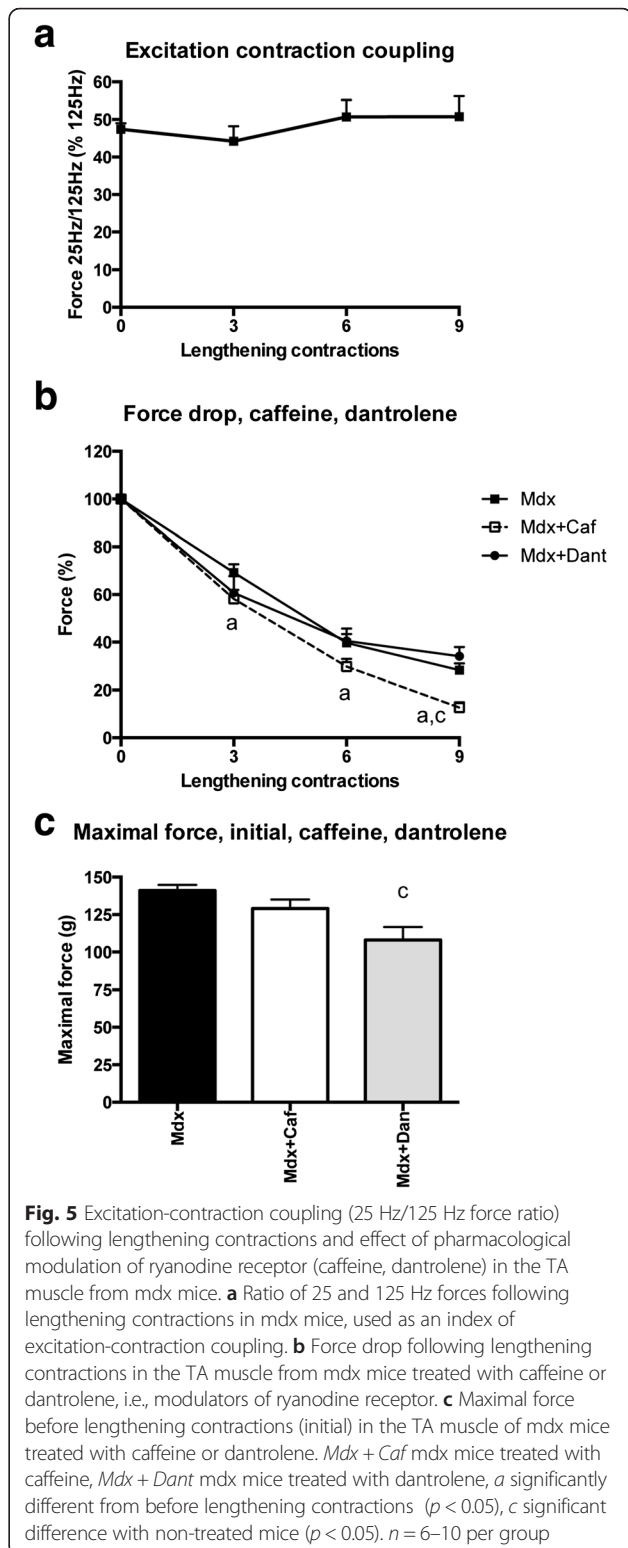 a
Excitation contraction coupling
Force 25Hz/125Hz (% 125Hz)
60
50
40
30
20
10
0
0 3 6 9
Lengthening contractions
b
Force drop, caffeine, dantrolene
Force (%)
120
100
80
60
40
20
0
a
a
a,c
0 3 6 9
Lengthening contractions
Mdx
Mdx+Caf
Mdx+Dant
c
Maximal force, initial, caffeine, dantrolene
Maximal force (g)
150
125
100
75
50
25
0
c
Mdx
Mdx+Caf
Mdx+Dan
Fig. 5 Excitation-contraction coupling (25 Hz/125 Hz force ratio)
following lengthening contractions and effect of pharmacological
modulation of ryanodine receptor (caffeine, dantrolene) in the TA
muscle from mdx mice. a Ratio of 25 and 125 Hz forces following
lengthening contractions in mdx mice, used as an index of
excitation-contraction coupling. b Force drop following lengthening
contractions in the TA muscle from mdx mice treated with caffeine or
dantrolene, i.e., modulators of ryanodine receptor. c Maximal force
before lengthening contractions (initial) in the TA muscle of mdx mice
treated with caffeine or dantrolene. Mdx + Caf mdx mice treated with
caffeine, Mdx + Dant mdx mice treated with dantrolene, a significantly
different from before lengthening contractions (p < 0.05), c significant
difference with non-treated mice (p < 0.05). n = 6–10 per group